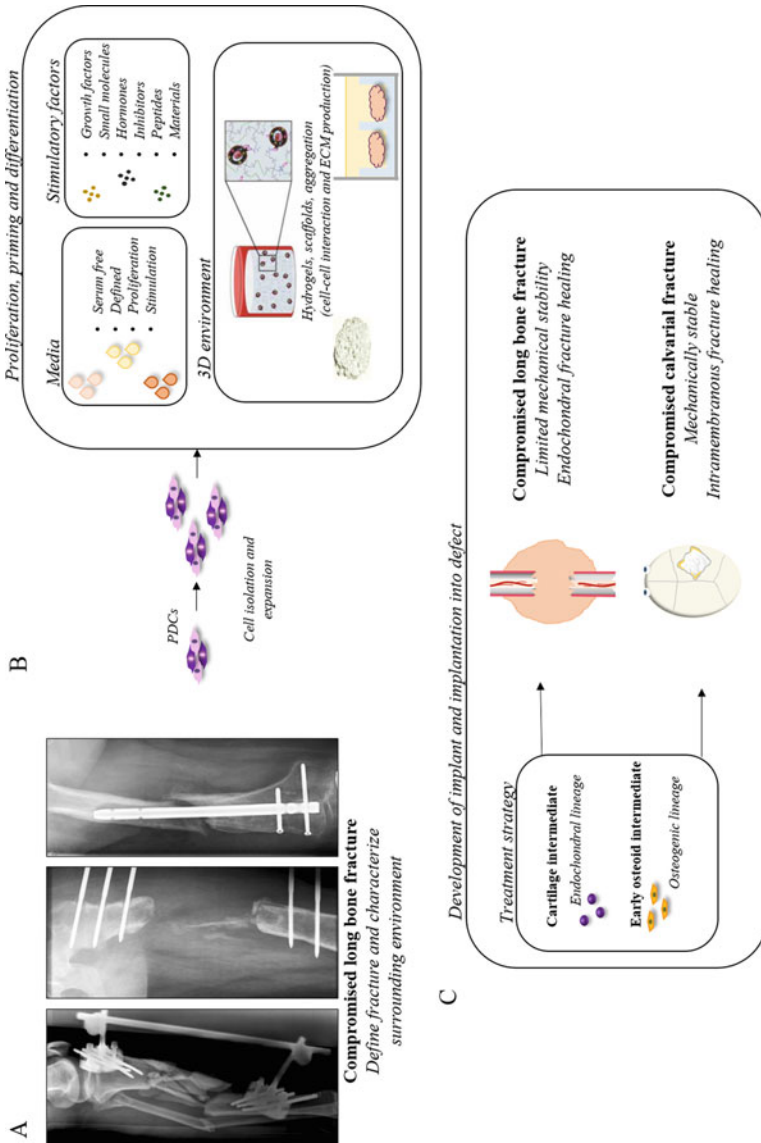 A
Compromised long bone fracture
Define fracture and characterize
surrounding environment
B
PDCs
Cell isolation and
expansion
Proliferation, priming and differentiation
Media
• Serum free
• Defined
• Proliferation
• Stimulation
Stimulatory factors
• Growth factors
• Small molecules
• Hormones
• Inhibitors
• Peptides
• Materials
3D environment
Hydrogels, scaffolds, aggregation
(cell-cell interaction and ECM production)
C
Development of implant and implantation into defect
Treatment strategy
Cartilage intermediate
Endochondral lineage
Early osteoid intermediate
Osteogenic lineage
Compromised long bone fracture
Limited mechanical stability
Endochondral fracture healing
Compromised calvarial fracture
Mechanically stable
Intramembranous fracture healing